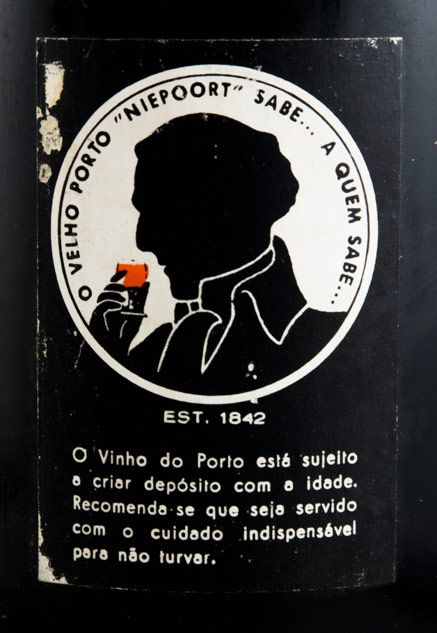 O VELHO PORTO "NIEPOORT" SABE... A QUEM SABE...
EST. 1842
O Vinho do Porto está sujeito
a criar depósito com a idade.
Recomenda-se que seja servido
com o cuidado indispensável
para não turvar.